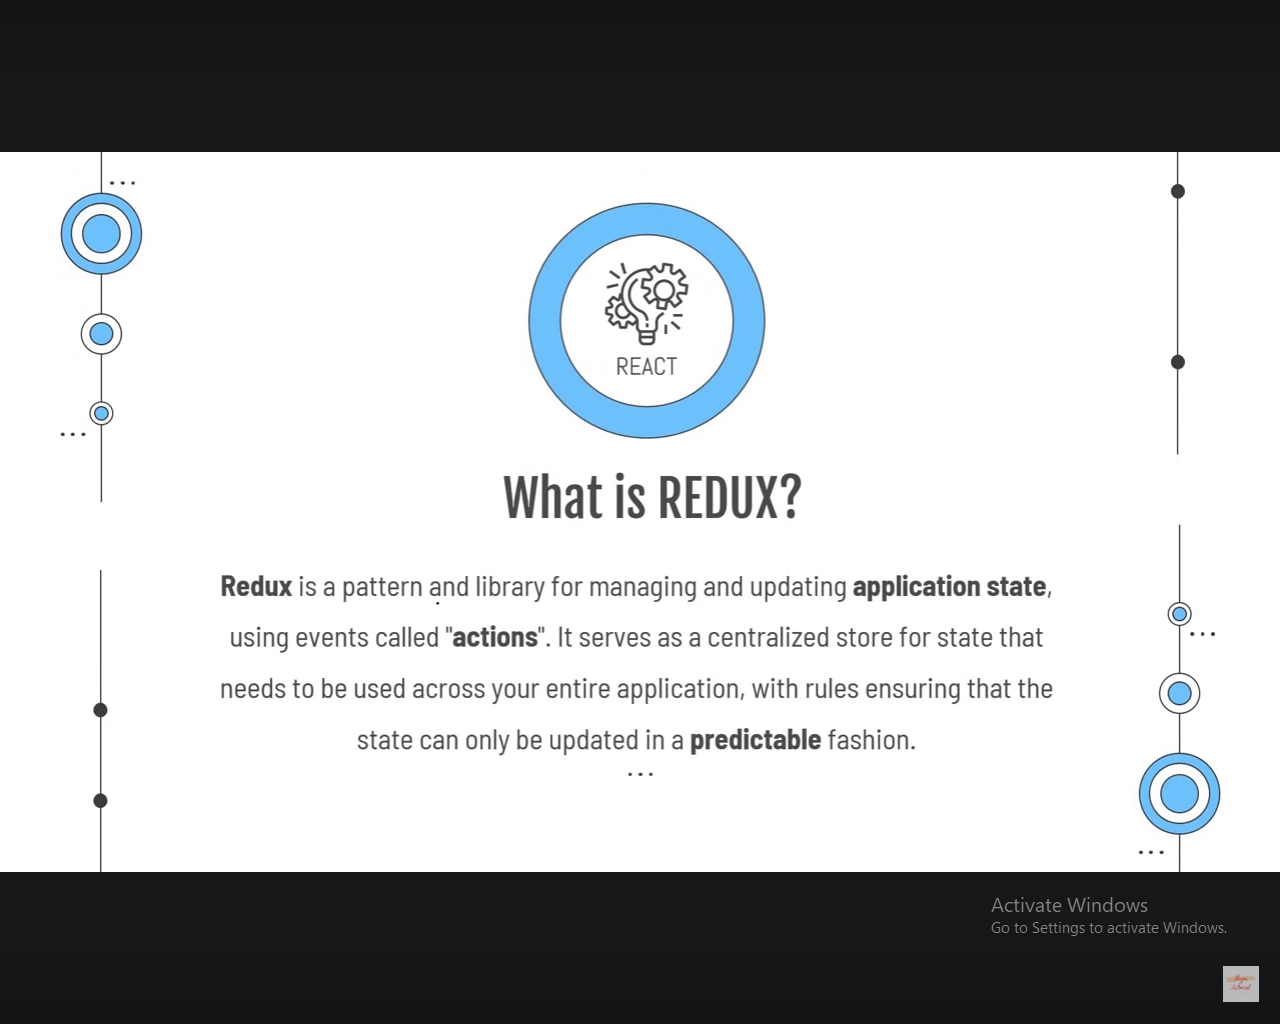 REACT
What is REDUX?
Redux is a pattern and library for managing and updating application state,
using events called "actions". It serves as a centralized store for state that
needs to be used across your entire application, with rules ensuring that the
state can only be updated in a predictable fashion.
Activate Windows
Go to Settings to activate Windows.